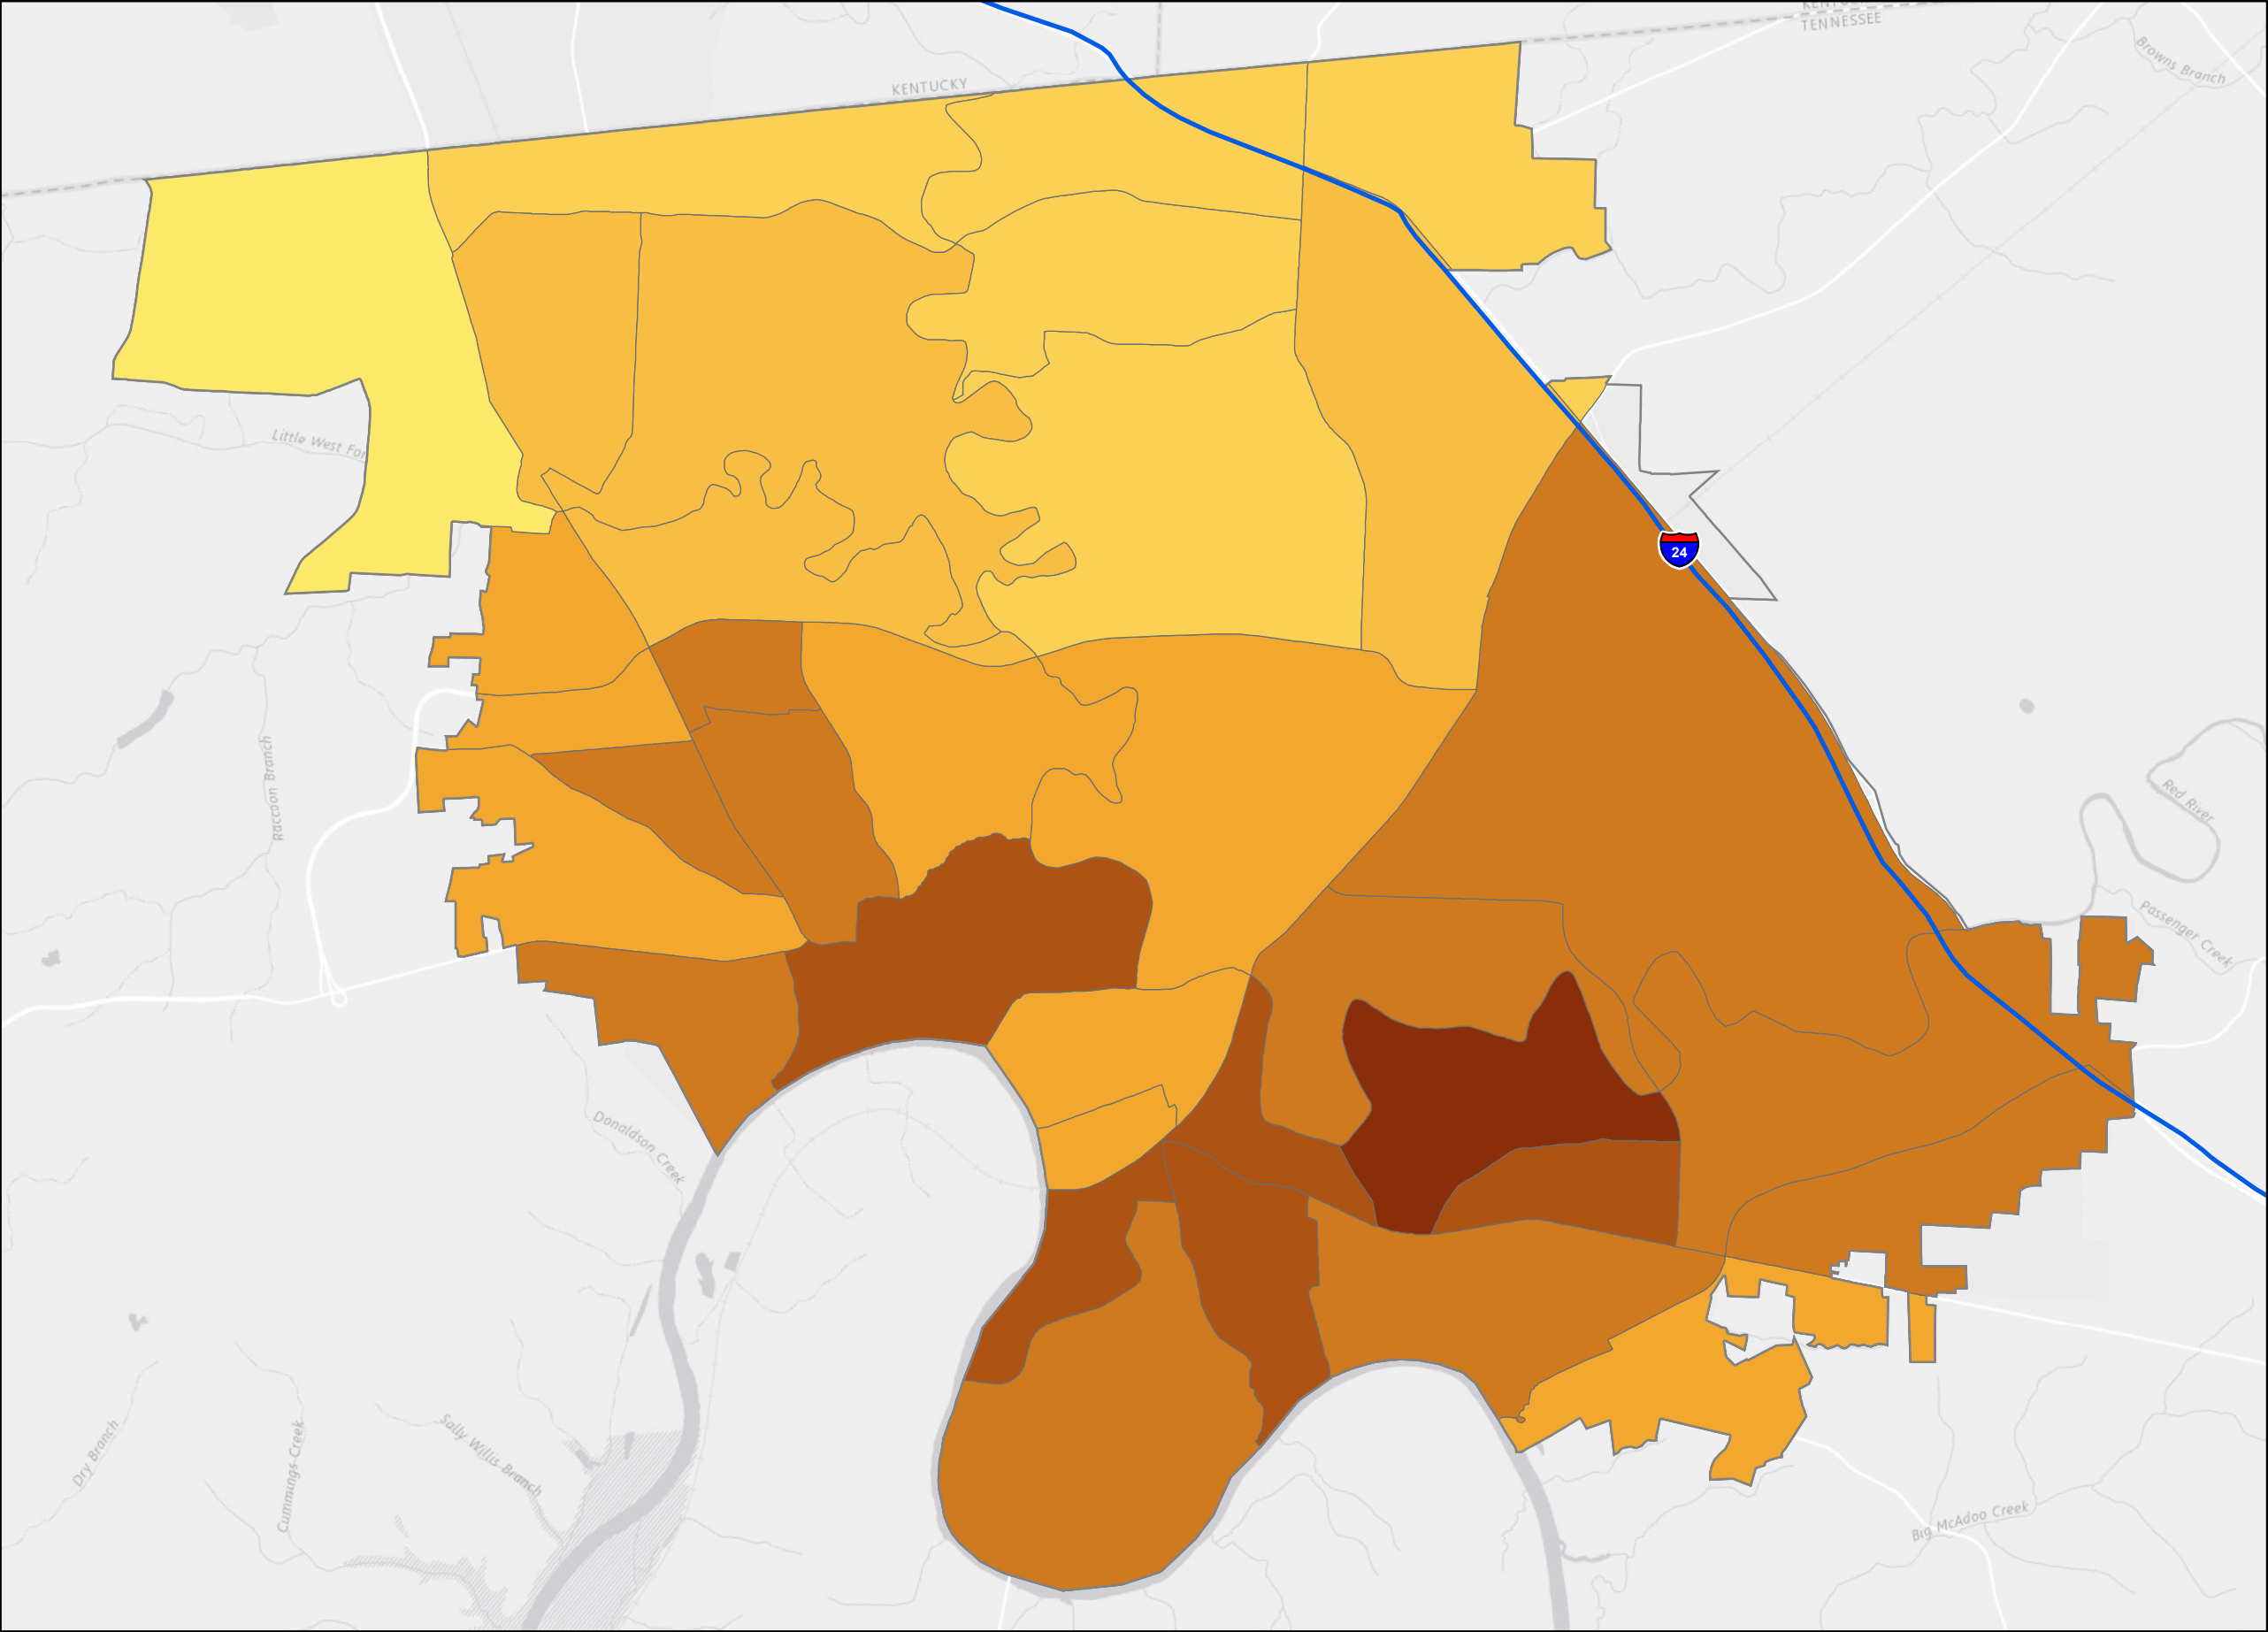 KENTUCKY
TENNESSEE
Browns Branch
KENTUCKY
Little West For
24
Raccoon Branch
Red River
Passenger Creek
Donaldson Creek
Dry Branch
Cummings Creek
Sally Willis Branch
Big McAdoo Creek